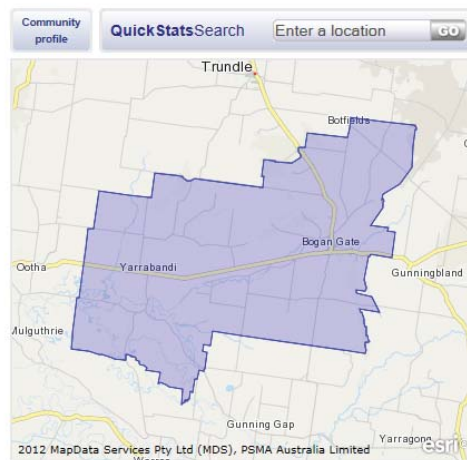 Community
profile
QuickStatsSearch
Enter a location
GO
Trundle
Botfields
Bogan Gate
Ootha
Yarrabandi
Gunningbland
Mulguthrie
Gunning Gap
Yarragong
esri
2012 MapData Services Pty Ltd (MDS), PSMA Australia Limited